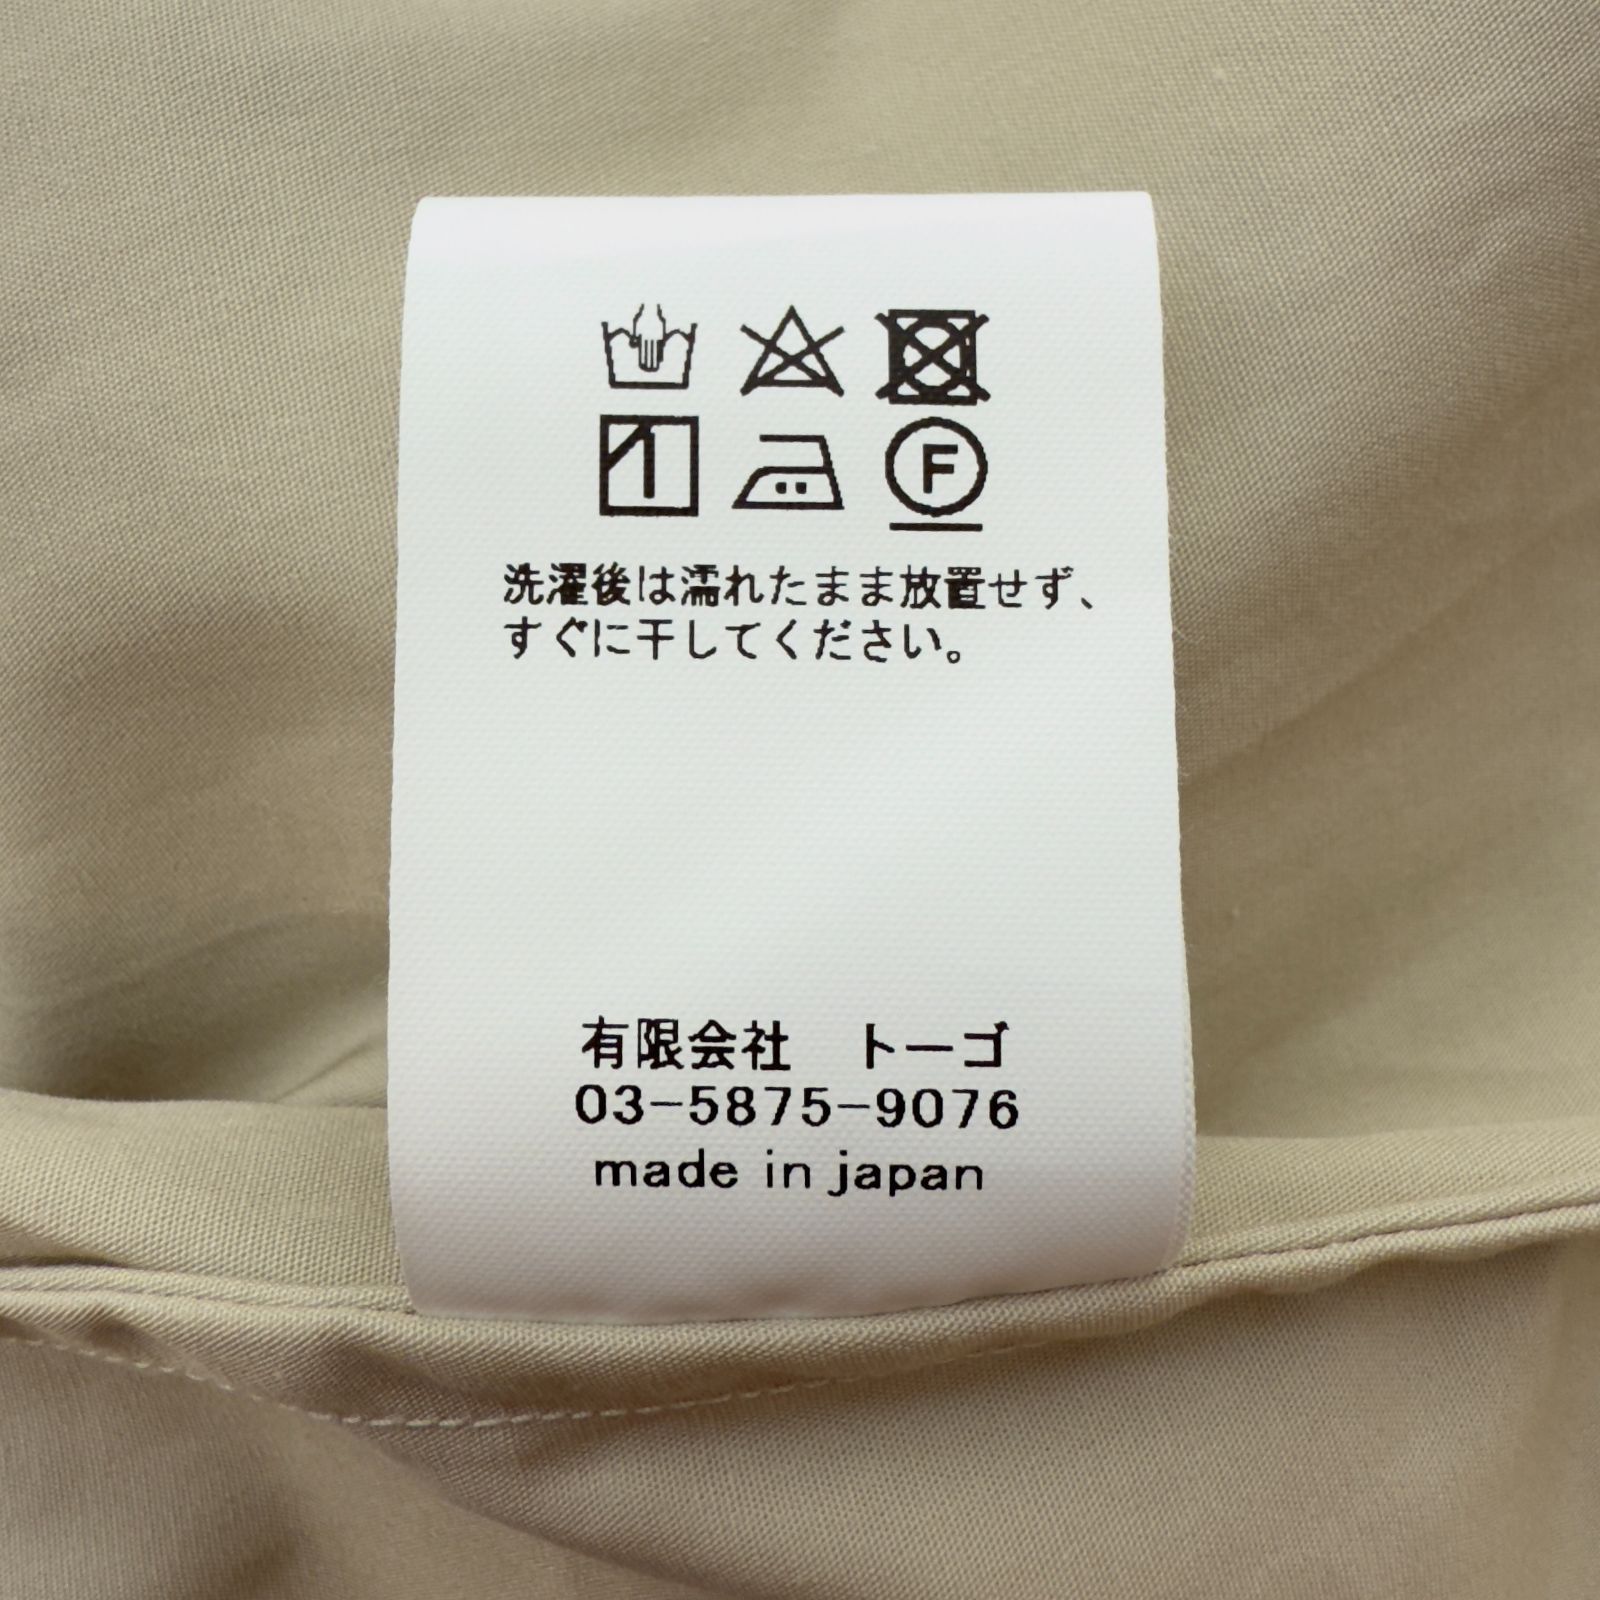 F
洗濯後は濡れたまま放置せず、
すぐに干してください。
有限会社　トーゴ
03-5875-9076
made in japan